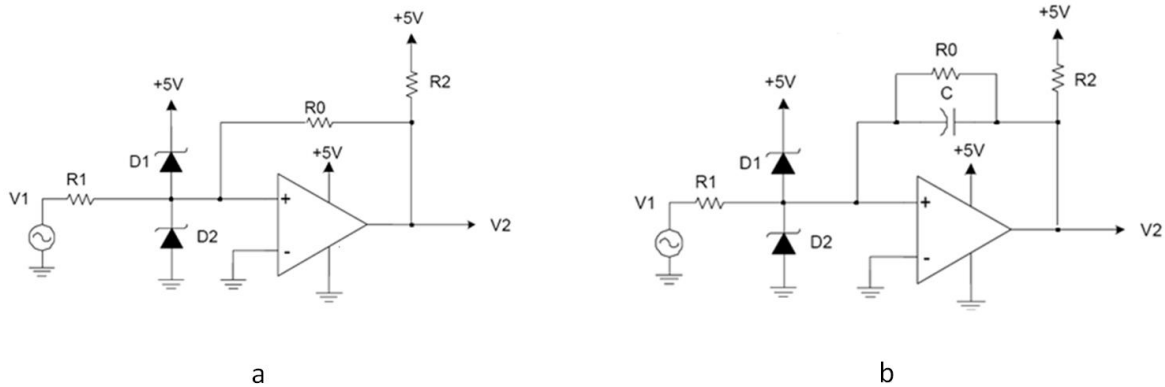 +5V
R2
+5V
R0
D1
+5V
R1
V1
+
-
D2
V2
a
+5V
R0
R2
C
+5V
D1
+5V
R1
V1
+
-
D2
V2
b